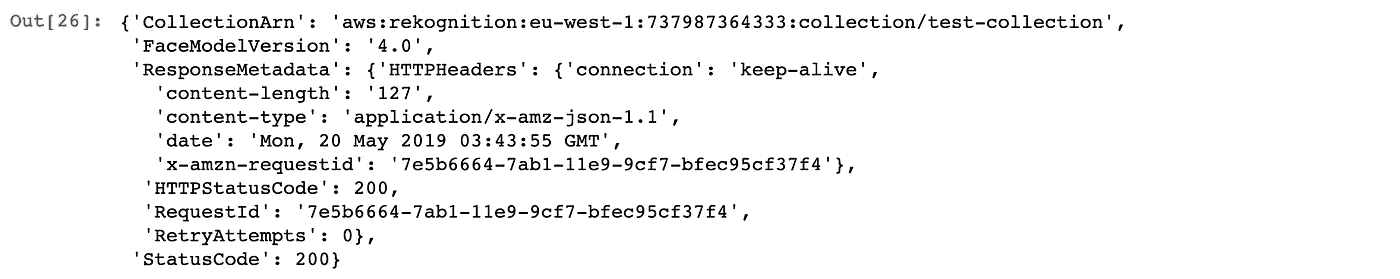 Out[26]: {'CollectionArn': 'aws:rekognition:eu-west-1:737987364333:collection/test-collection',
'FaceModelVersion': '4.0',
'ResponseMetadata': {'HTTPHeaders': {'connection': 'keep-alive',
'content-length': '127',
'content-type': 'application/x-amz-json-1.1',
'date': 'Mon, 20 May 2019 03:43:55 GMT',
'x-amzn-requestid': '7e5b6664-7ab1-11e9-9cf7-bfec95cf37f4'},
'HTTPStatusCode': 200,
'RequestId': '7e5b6664-7ab1-11e9-9cf7-bfec95cf37f4',
'RetryAttempts': 0},
'StatusCode': 200}